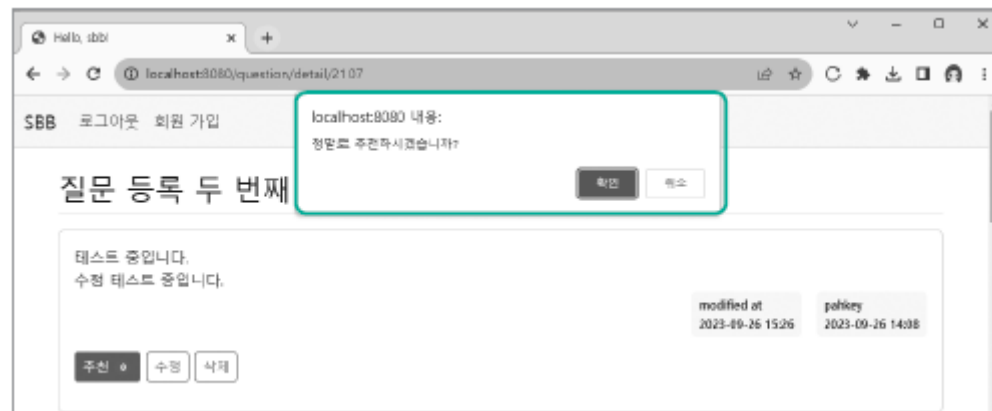 Hello, sbb!
localhost:8080/question/detail/2107
SBB 로그아웃 회원 가입
localhost:8080 내용:
정말로 추천하시겠습니까?
확인 취소
질문 등록 두 번째
테스트 중입니다.
수정 테스트 중입니다.
modified at
2023-09-26 15:26
pahkey
2023-09-26 14:08
추천 0 수정 삭제